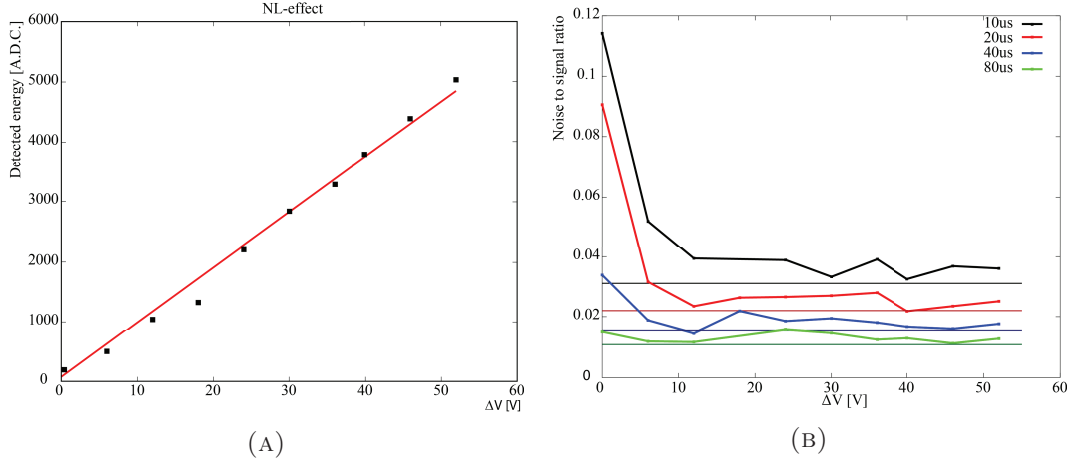 NL-effect
Detected energy [A.D.C.]
6000
5000
4000
3000
2000
1000
0
0 10 20 30 40 50 60
ΔV [V]
(A)
Noise to signal ratio
0.12
0.1
0.08
0.06
0.04
0.02
0
10us
20us
40us
80us
0 10 20 30 40 50 60
ΔV [V]
(B)